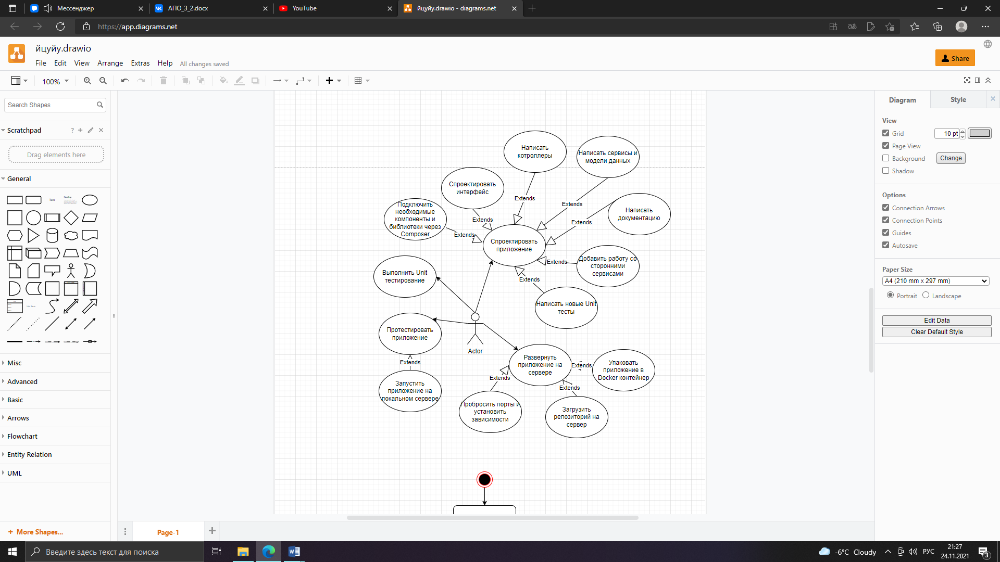 Мессенджер
АПО_3_2.docx
YouTube
йцуйу.drawio - diagrams.net
https://app.diagrams.net
йцуйу.drawio
File Edit View Arrange Extras Help All changes saved
Share
100%
Search Shapes
Scratchpad
?
Drag elements here
General
Text
Heading
Misc
Advanced
Basic
Arrows
Flowchart
Entity Relation
UML
+ More Shapes...
Написать
котроллеры
Написать сервисы и
модели данных
Спроектировать
интерфейс
Extends
Extends
Подключить
необходимые
компоненты и
библиотеки через
Composer
Написать
документацию
Extends
Extends
Extends
Спроектировать
приложение
Добавить работу со
сторонними
сервисами
Extends
Выполнить Unit
тестирование
Extends
Написать новые Unit
тесты
Протестировать
приложение
Actor
Extends
Развернуть
приложение на
сервере
Extends
Упаковать
приложение в
Docker контейнер
Extends
Extends
Запустить
приложение на
локальном сервере
Пробросить порты и
установить
зависимости
Загрузить
репозиторий на
сервер
Page-1
Diagram
Style
View
Grid
10 pt
Page View
Background
Change
Shadow
Options
Connection Arrows
Connection Points
Guides
Autosave
Paper Size
A4 (210 mm x 297 mm)
Portrait
Landscape
Edit Data
Clear Default Style
Введите здесь текст для поиска
-6°C Cloudy
РУС
21:27
24.11.2021
3